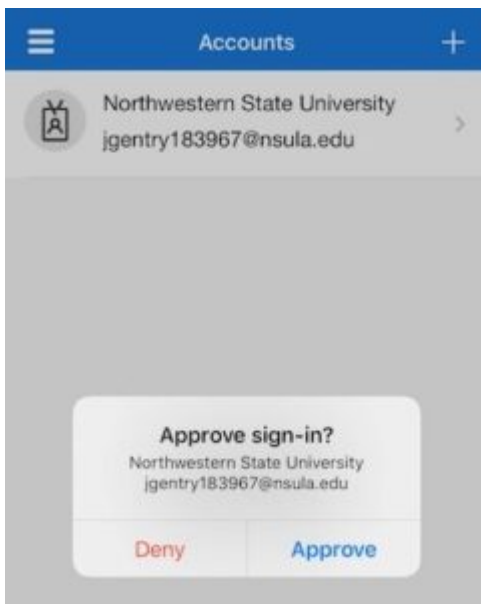 Accounts
Northwestern State University
jgentry183967@nsula.edu
Approve sign-in?
Northwestern State University
jgentry183967@nsula.edu
Deny
Approve